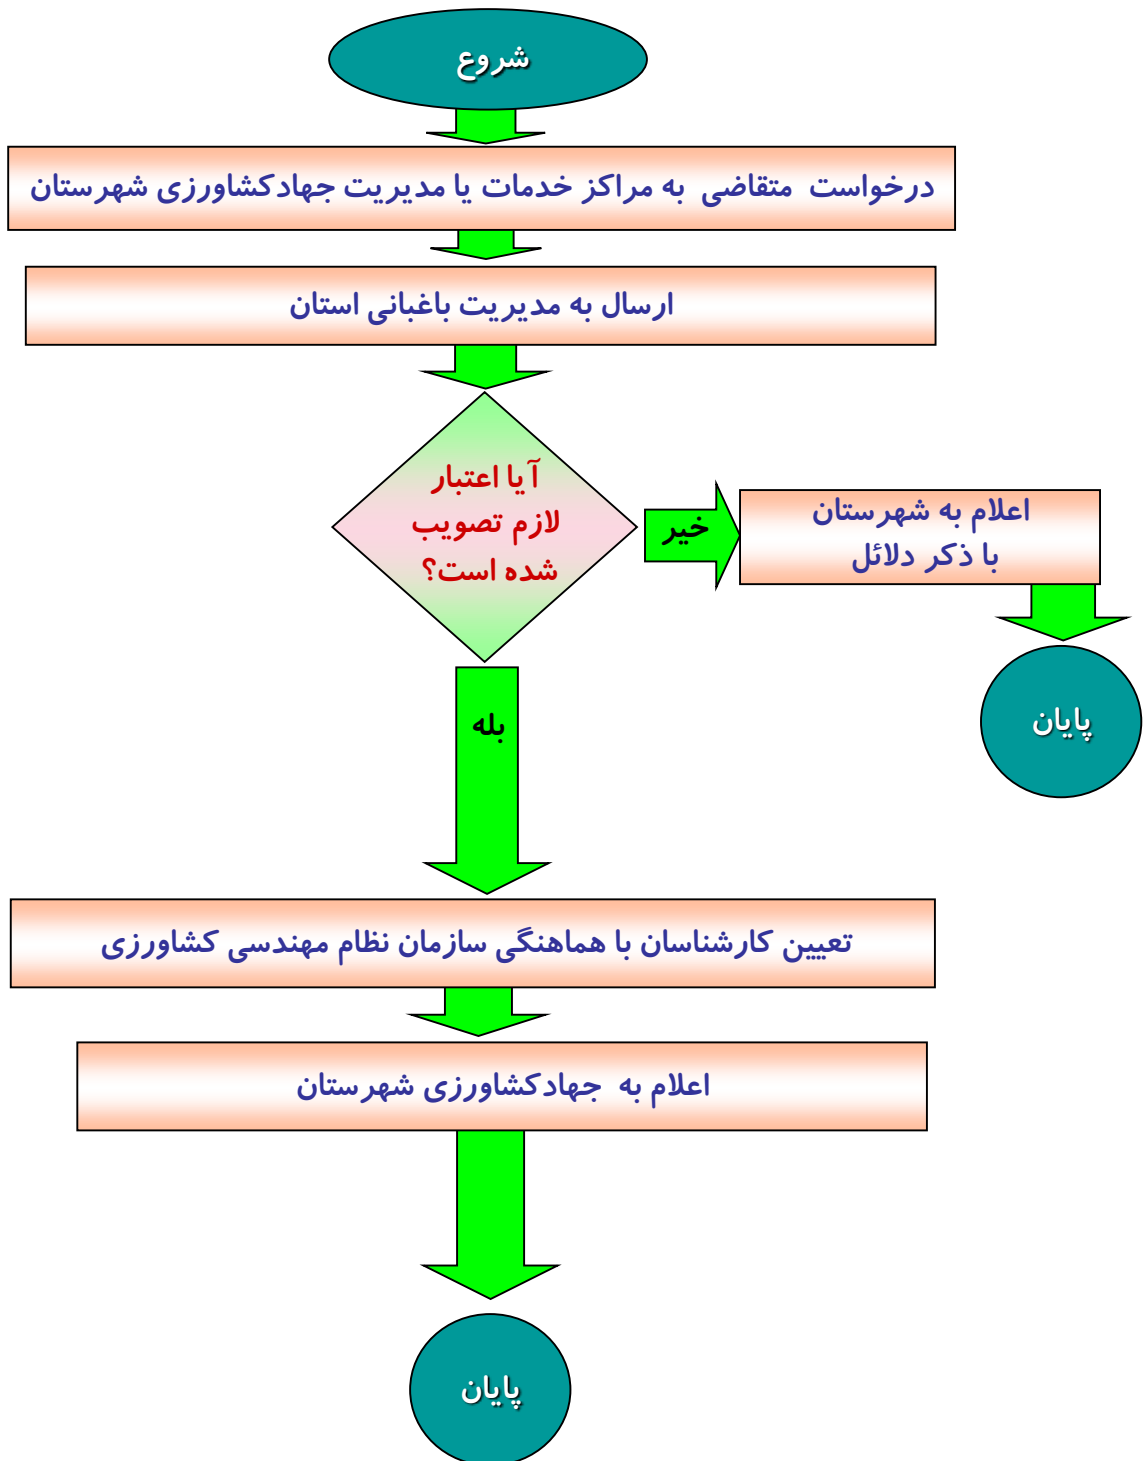 شروع
درخواست متقاضی به مراکز خدمات یا مدیریت جهادکشاورزی شهرستان
ارسال به مدیریت باغبانی استان
آیا اعتبار
لازم تصویب
شده است؟
خیر
اعلام به شهرستان
با ذکر دلائل
پایان
بله
تعیین کارشناسان با هماهنگی سازمان نظام مهندسی کشاورزی
اعلام به جهادکشاورزی شهرستان
پایان